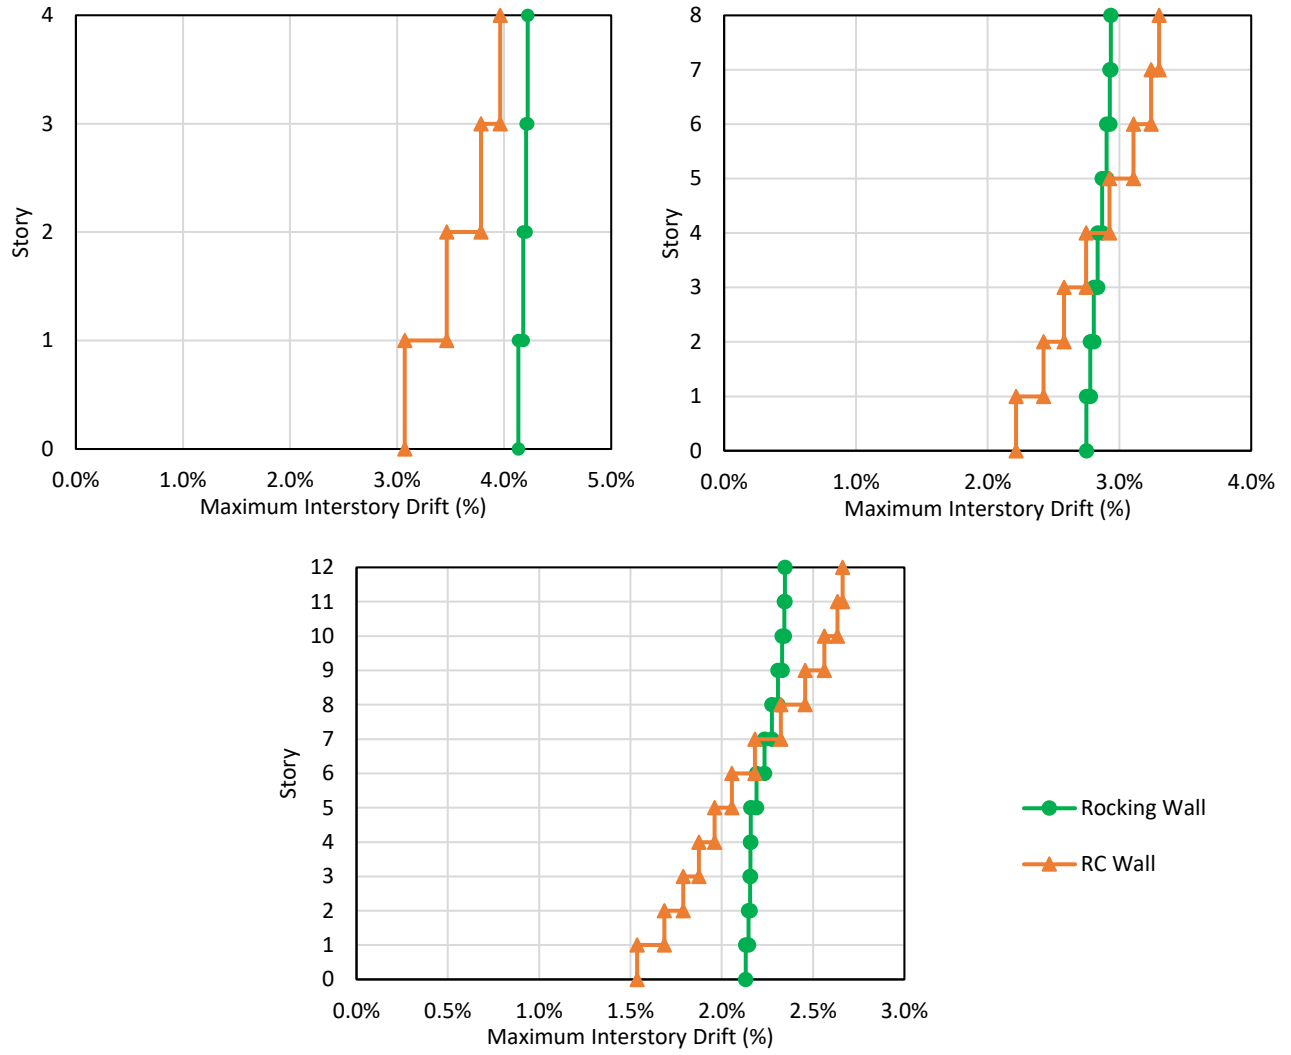 4
3
2
1
0
Story
0.0% 1.0% 2.0% 3.0% 4.0% 5.0%
Maximum Interstory Drift (%)
8
7
6
5
4
3
2
1
0
Story
0.0% 1.0% 2.0% 3.0% 4.0%
Maximum Interstory Drift (%)
12
11
10
9
8
7
6
5
4
3
2
1
0
Story
0.0% 0.5% 1.0% 1.5% 2.0% 2.5% 3.0%
Maximum Interstory Drift (%)
Rocking Wall
RC Wall